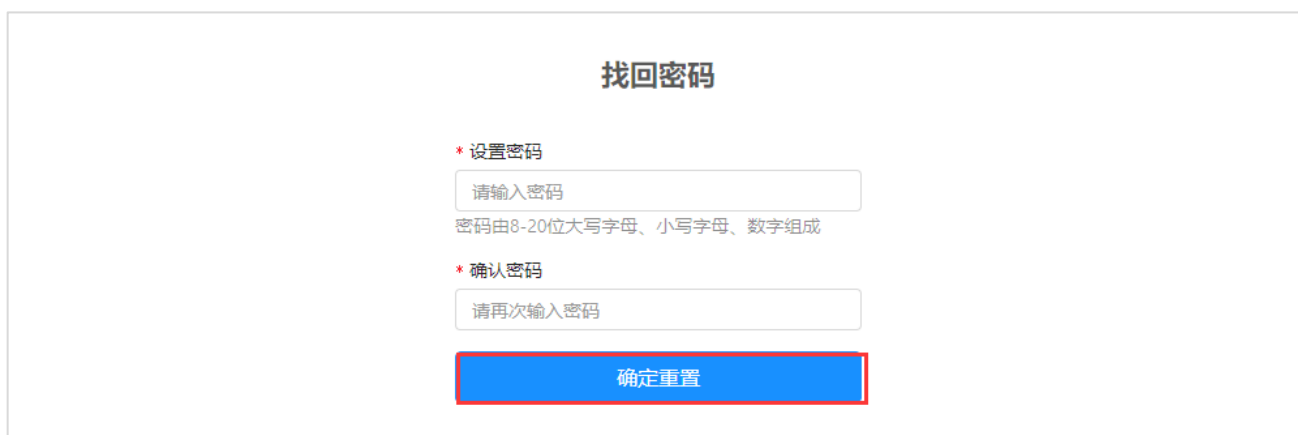 找回密码
* 设置密码
请输入密码
密码由8-20位大写字母、小写字母、数字组成
* 确认密码
请再次输入密码
确定重置